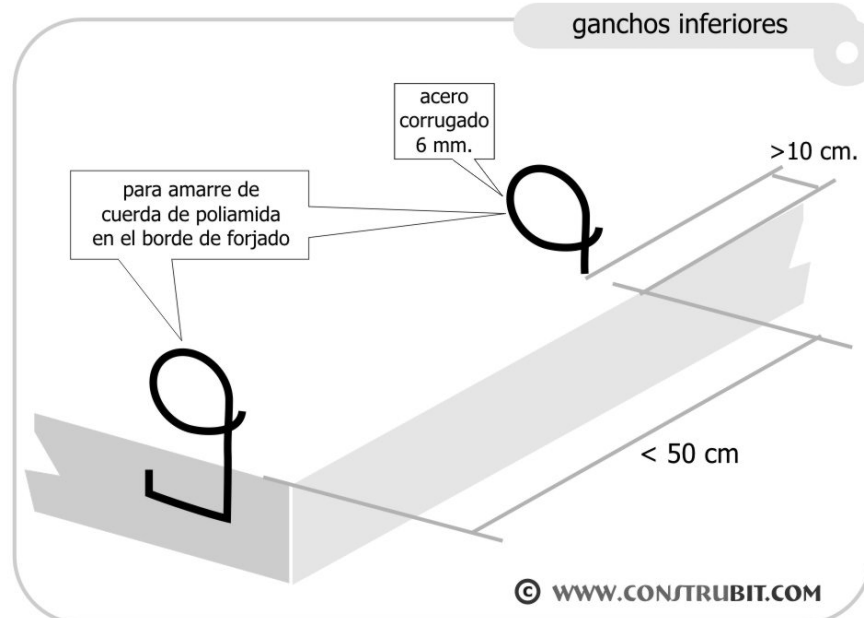 ganchos inferiores
acero
corrugado
6 mm.
>10 cm.
para amarre de
cuerda de poliamida
en el borde de forjado
< 50 cm
© WWW.CONSTRUBIT.COM